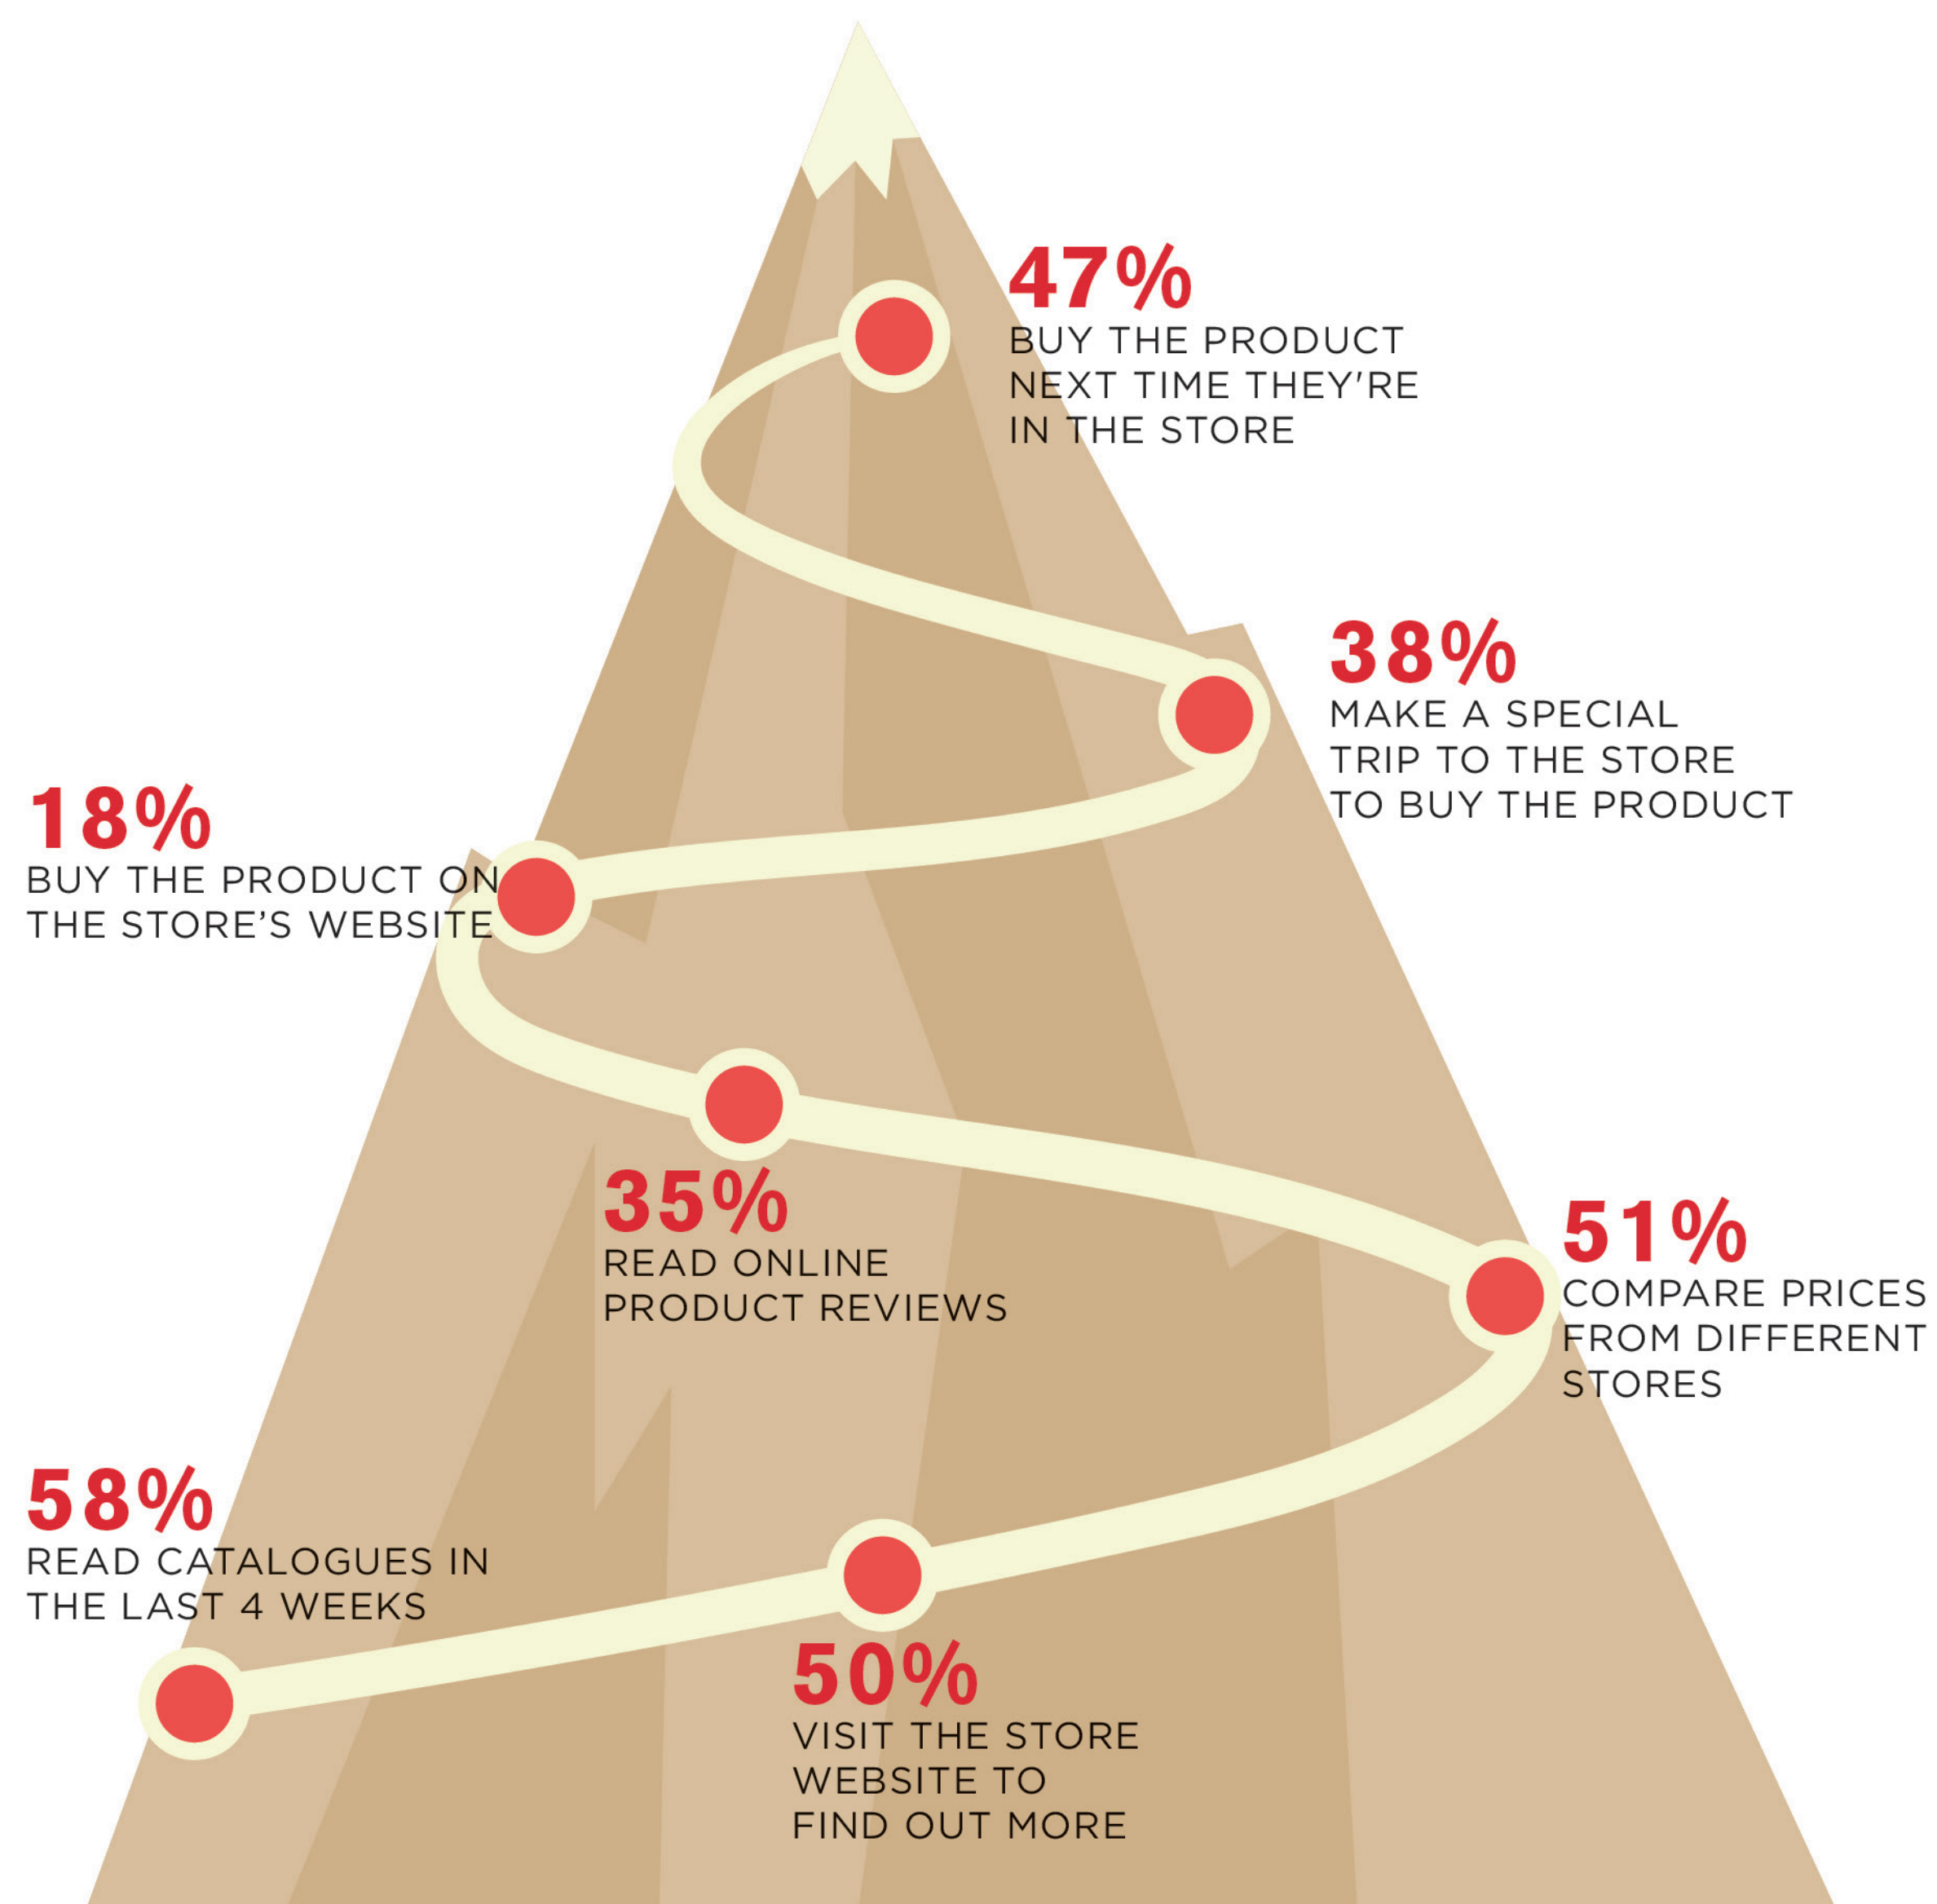 47%
BUY THE PRODUCT
NEXT TIME THEY'RE
IN THE STORE
38%
MAKE A SPECIAL
TRIP TO THE STORE
TO BUY THE PRODUCT
18%
BUY THE PRODUCT ON
THE STORE’S WEBSITE
35%
READ ONLINE
PRODUCT REVIEWS
51%
COMPARE PRICES
FROM DIFFERENT
STORES
58%
READ CATALOGUES IN
THE LAST 4 WEEKS
50%
VISIT THE STORE
WEBSITE TO
FIND OUT MORE